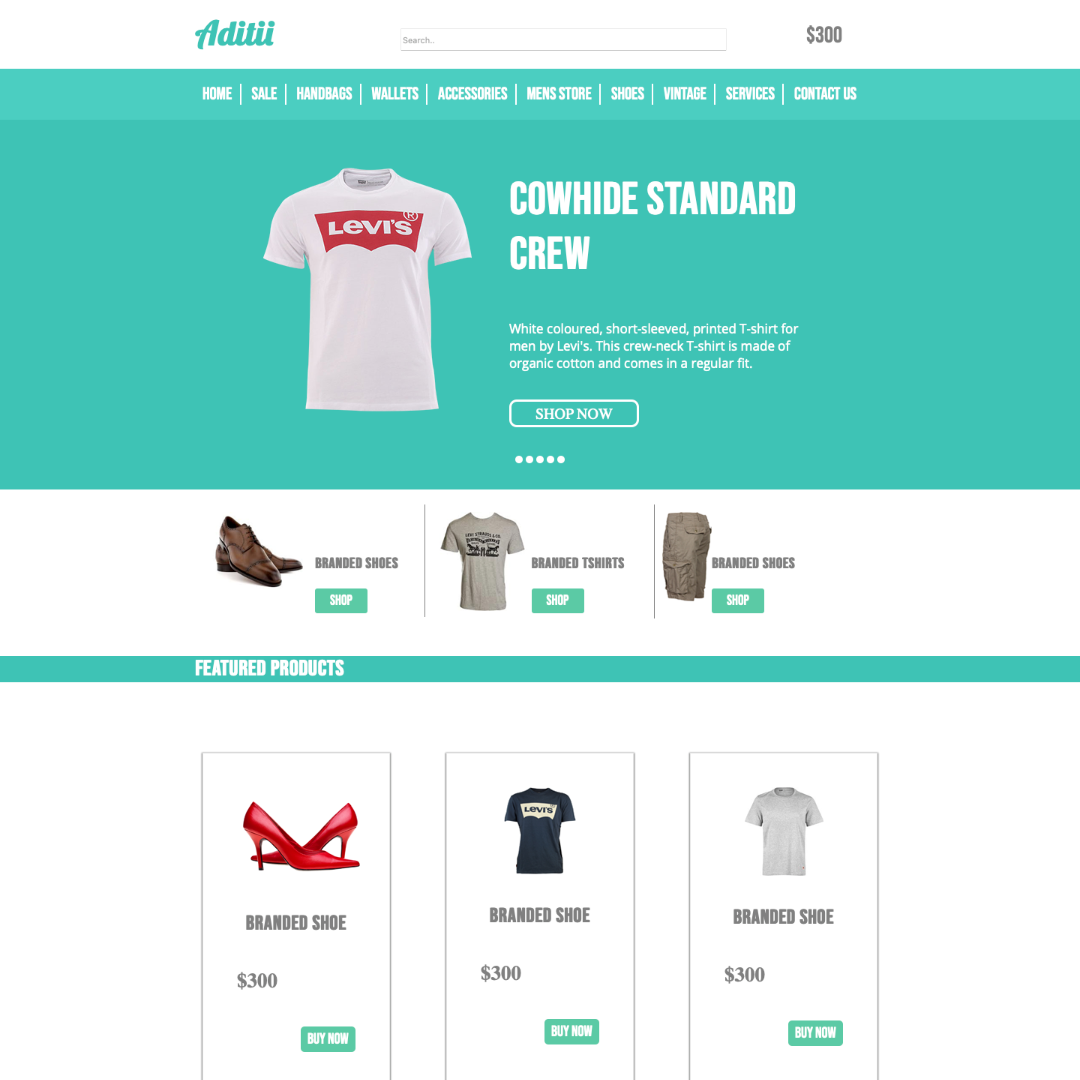 Aditii
Search..
$300
HOME
SALE
HANDBAGS
WALLETS
ACCESSORIES
MENS STORE
SHOES
VINTAGE
SERVICES
CONTACT US
LEVI'S
®
COWHIDE STANDARD
CREW
White coloured, short-sleeved, printed T-shirt for
men by Levi's. This crew-neck T-shirt is made of
organic cotton and comes in a regular fit.
SHOP NOW
BRANDED SHOES
SHOP
LEVI STRAUSS & CO.
BRANDED TSHIRTS
SHOP
BRANDED SHOES
SHOP
FEATURED PRODUCTS
BRANDED SHOE
$300
BUY NOW
LEVI'S
BRANDED SHOE
$300
BUY NOW
BRANDED SHOE
$300
BUY NOW